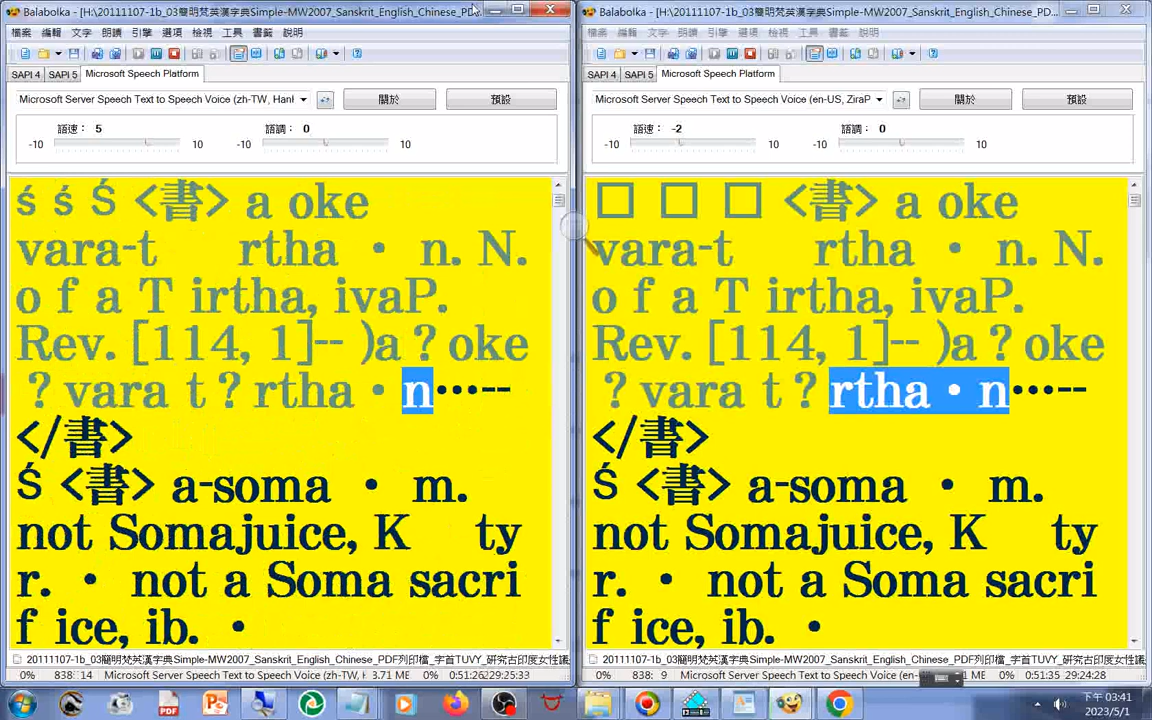 Balabolka - [H:\20111107-1b_03簡明梵英漢字典Simple-MW2007_Sanskrit_English_Chinese_PD
檔案 編輯 文字 朗讀 引擎 選項 檢視 工具 書籤 說明
SAPI 4 SAPI 5 Microsoft Speech Platform
Microsoft Server Speech Text to Speech Voice (zh-TW, Hanl 關於 預設
語速： 5 語調： 0
-10 10 -10 10
ś ś Ś <書> a oke
vara-t rtha • n. N.
o f a T irtha, ivaP.
Rev. [114, 1]-- )a ? oke
? vara t ? rtha • n…--
</書>
Ś <書> a-soma • m.
not Somajuice, K ty
r. • not a Soma sacri
f ice, ib. •
20111107-1b_03簡明梵英漢字典Simple-MW2007_Sanskrit_English_Chinese_PDF列印檔_字首TUVY_研究古印度女性議
0% 838: 14 Microsoft Server Speech Text to Speech Voice (zh-TW, H 3.71 ME 0% 0:51:26/29:25:33
Balabolka - [H:\20111107-1b_03簡明梵英漢字典Simple-MW2007_Sanskrit_English_Chinese_PD...
檔案 編輯 文字 朗讀 引擎 選項 檢視 工具 書籤 說明
SAPI 4 SAPI 5 Microsoft Speech Platform
Microsoft Server Speech Text to Speech Voice (en-US, ZiraP 關於 預設
語速： -2 語調： 0
-10 10 -10 10
□ □ □ <書> a oke
vara-t rtha • n. N.
o f a T irtha, ivaP.
Rev. [114, 1]-- )a ? oke
? vara t ? rtha • n…--
</書>
Ś <書> a-soma • m.
not Somajuice, K ty
r. • not a Soma sacri
f ice, ib. •
20111107-1b_03簡明梵英漢字典Simple-MW2007_Sanskrit_English_Chinese_PDF列印檔_字首TUVY_研究古印度女性議
0% 838: 9 Microsoft Server Speech Text to Speech Voice (en-U ME 0% 0:51:35 29:24:28
下午 03:41
2023/5/1